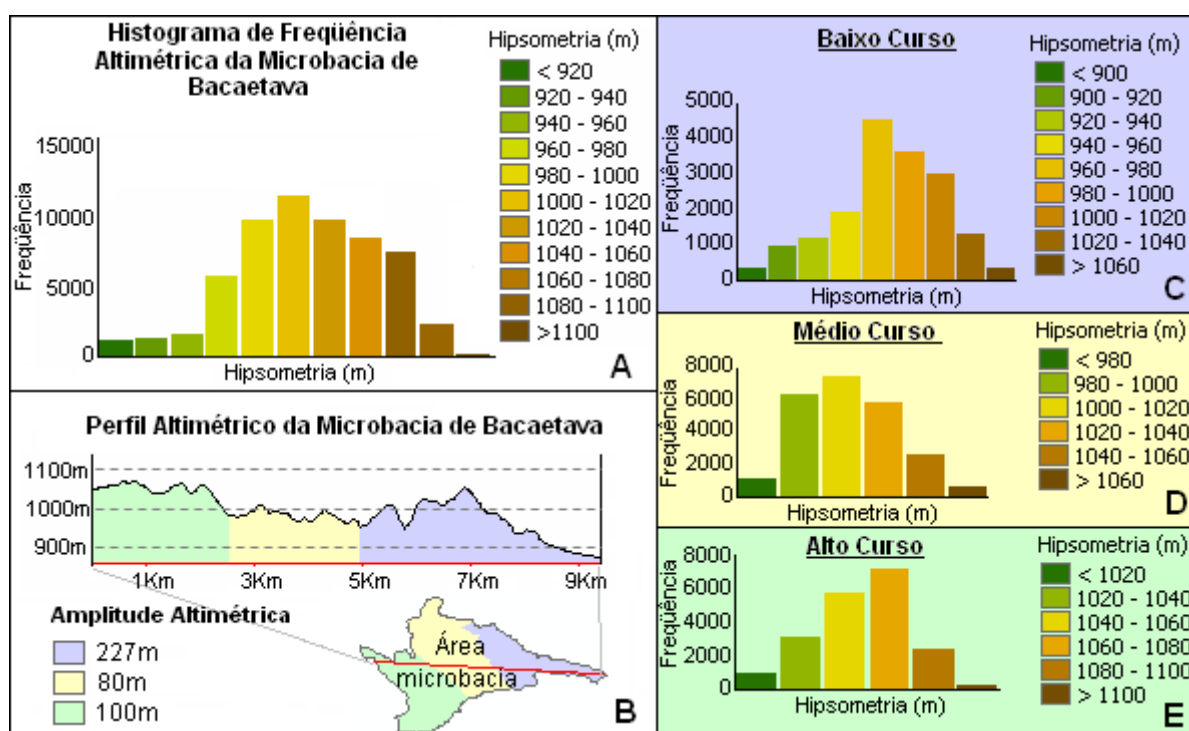 Histograma de Freqüência
Altimétrica da Microbacia de
Bacaetava
Hipsometria (m)
< 920
920 - 940
940 - 960
960 - 980
980 - 1000
1000 - 1020
1020 - 1040
1040 - 1060
1060 - 1080
1080 - 1100
>1100
15000
10000
5000
0
Freqüência
Hipsometria (m)
A
Perfil Altimétrico da Microbacia de Bacaetava
1100m
1000m
900m
1Km
3Km
5Km
7Km
9Km
Amplitude Altimétrica
227m
80m
100m
Área
microbacia
B
Baixo Curso
Hipsometria (m)
< 900
900 - 920
920 - 940
940 - 960
960 - 980
980 - 1000
1000 - 1020
1020 - 1040
> 1060
5000
4000
3000
2000
1000
0
Freqüência
Hipsometria (m)
C
Médio Curso
Hipsometria (m)
< 980
980 - 1000
1000 - 1020
1020 - 1040
1040 - 1060
> 1060
8000
6000
4000
2000
0
Freqüência
Hipsometria (m)
D
Alto Curso
Hipsometria (m)
< 1020
1020 - 1040
1040 - 1060
1060 - 1080
1080 - 1100
> 1100
8000
6000
4000
2000
0
Freqüência
Hipsometria (m)
E